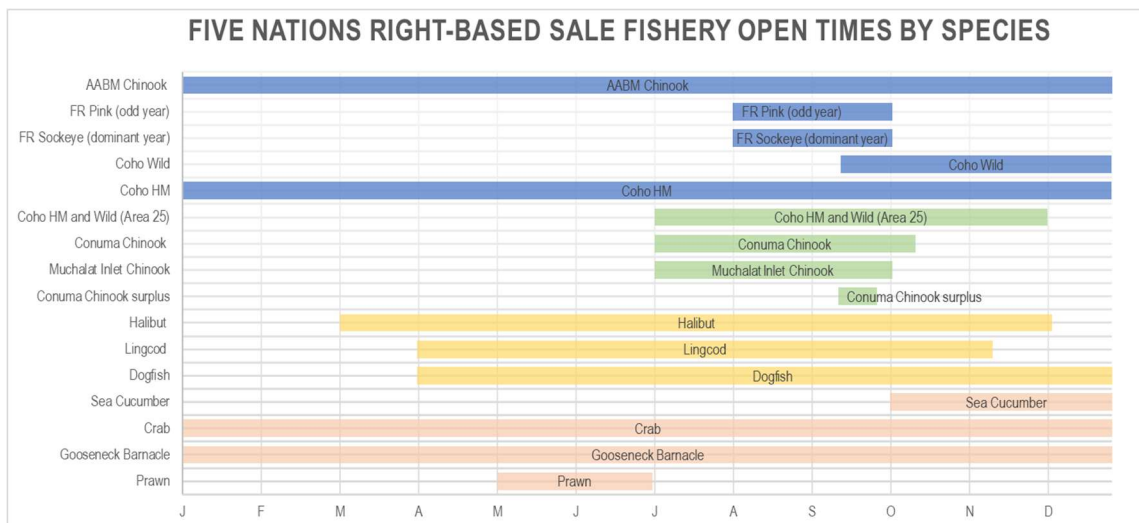 FIVE NATIONS RIGHT-BASED SALE FISHERY OPEN TIMES BY SPECIES
AABM Chinook AABM Chinook
FR Pink (odd year) FR Pink (odd year)
FR Sockeye (dominant year) FR Sockeye (dominant year)
Coho Wild Coho Wild
Coho HM Coho HM
Coho HM and Wild (Area 25) Coho HM and Wild (Area 25)
Conuma Chinook Conuma Chinook
Muchalat Inlet Chinook Muchalat Inlet Chinook
Conuma Chinook surplus Conuma Chinook surplus
Halibut Halibut
Lingcod Lingcod
Dogfish Dogfish
Sea Cucumber Sea Cucumber
Crab Crab
Gooseneck Barnacle Gooseneck Barnacle
Prawn Prawn
J F M A M J J A S O N D